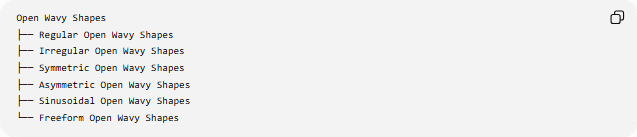 Open Wavy Shapes
├── Regular Open Wavy Shapes
├── Irregular Open Wavy Shapes
├── Symmetric Open Wavy Shapes
├── Asymmetric Open Wavy Shapes
├── Sinusoidal Open Wavy Shapes
└── Freeform Open Wavy Shapes